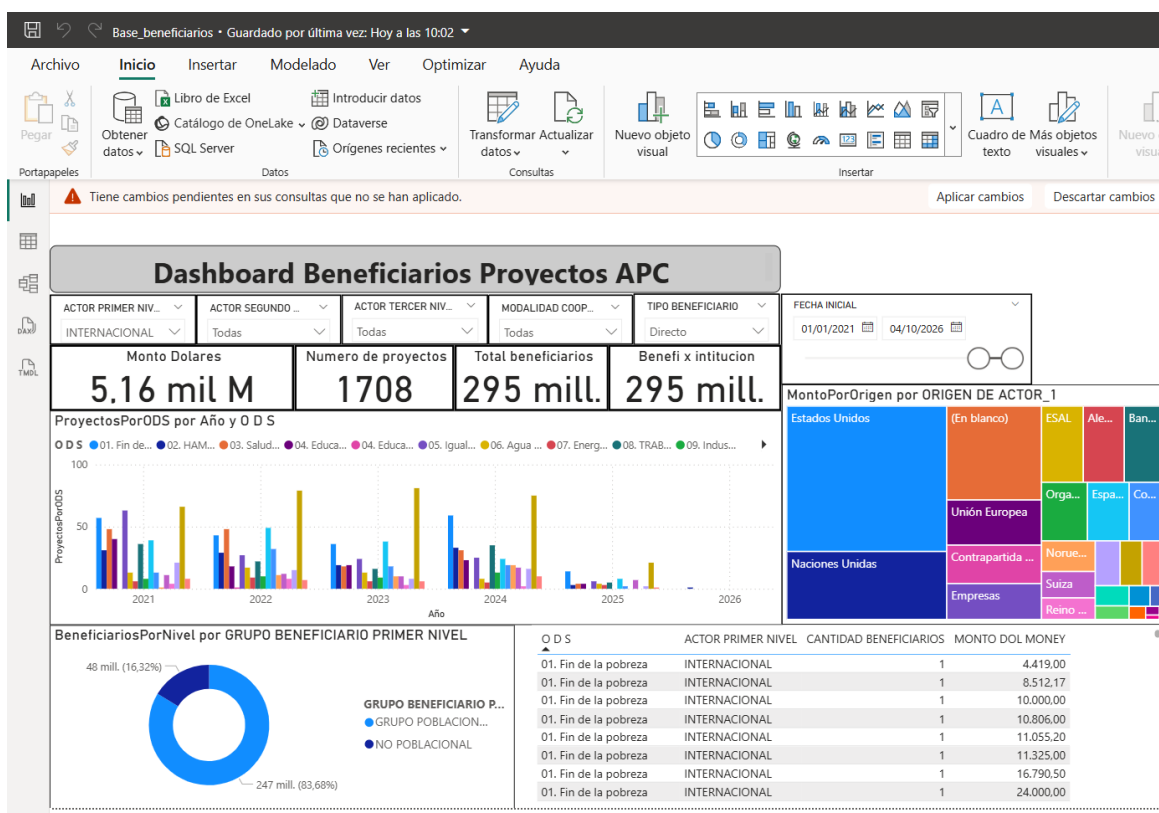 Base_beneficiarios • Guardado por última vez: Hoy a las 10:02
Archivo Inicio Insertar Modelado Ver Optimizar Ayuda
Pegar
Portapapeles
Obtener datos
Libro de Excel
Catálogo de OneLake
SQL Server
Introducir datos
Dataverse
Orígenes recientes
Datos
Transformar datos
Actualizar
Consultas
Nuevo objeto visual
123
Insertar
A
Cuadro de texto
Más objetos visuales
Nuevo
visu
Tiene cambios pendientes en sus consultas que no se han aplicado.
Aplicar cambios Descartar cambios
DAX
TMDL
Dashboard Beneficiarios Proyectos APC
ACTOR PRIMER NIV...
INTERNACIONAL
ACTOR SEGUNDO ...
Todas
ACTOR TERCER NIV...
Todas
MODALIDAD COOP...
Todas
TIPO BENEFICIARIO
Directo
FECHA INICIAL
01/01/2021 04/10/2026
Monto Dolares
5,16 mil M
Numero de proyectos
1708
Total beneficiarios
295 mill.
Benefi x intitucion
295 mill.
ProyectosPorODS por Año y O D S
O D S 01. Fin de... 02. HAM... 03. Salud... 04. Educa... 04. Educa... 05. Igual... 06. Agua ... 07. Energ... 08. TRAB... 09. Indus...
ProyectosPorODS
100
50
0
2021 2022 2023 2024 2025 2026
Año
MontoPorOrigen por ORIGEN DE ACTOR_1
Estados Unidos
Naciones Unidas
(En blanco)
Unión Europea
Contrapartida ...
Empresas
ESAL
Ale...
Ban...
Orga...
Espa...
Co...
Norue...
Suiza
Reino ...
BeneficiariosPorNivel por GRUPO BENEFICIARIO PRIMER NIVEL
48 mill. (16,32%)
247 mill. (83,68%)
GRUPO BENEFICIARIO P...
GRUPO POBLACION...
NO POBLACIONAL
O D S ACTOR PRIMER NIVEL CANTIDAD BENEFICIARIOS MONTO DOL MONEY
01. Fin de la pobreza INTERNACIONAL 1 4.419,00
01. Fin de la pobreza INTERNACIONAL 1 8.512,17
01. Fin de la pobreza INTERNACIONAL 1 10.000,00
01. Fin de la pobreza INTERNACIONAL 1 10.806,00
01. Fin de la pobreza INTERNACIONAL 1 11.055,20
01. Fin de la pobreza INTERNACIONAL 1 11.325,00
01. Fin de la pobreza INTERNACIONAL 1 16.790,50
01. Fin de la pobreza INTERNACIONAL 1 24.000,00